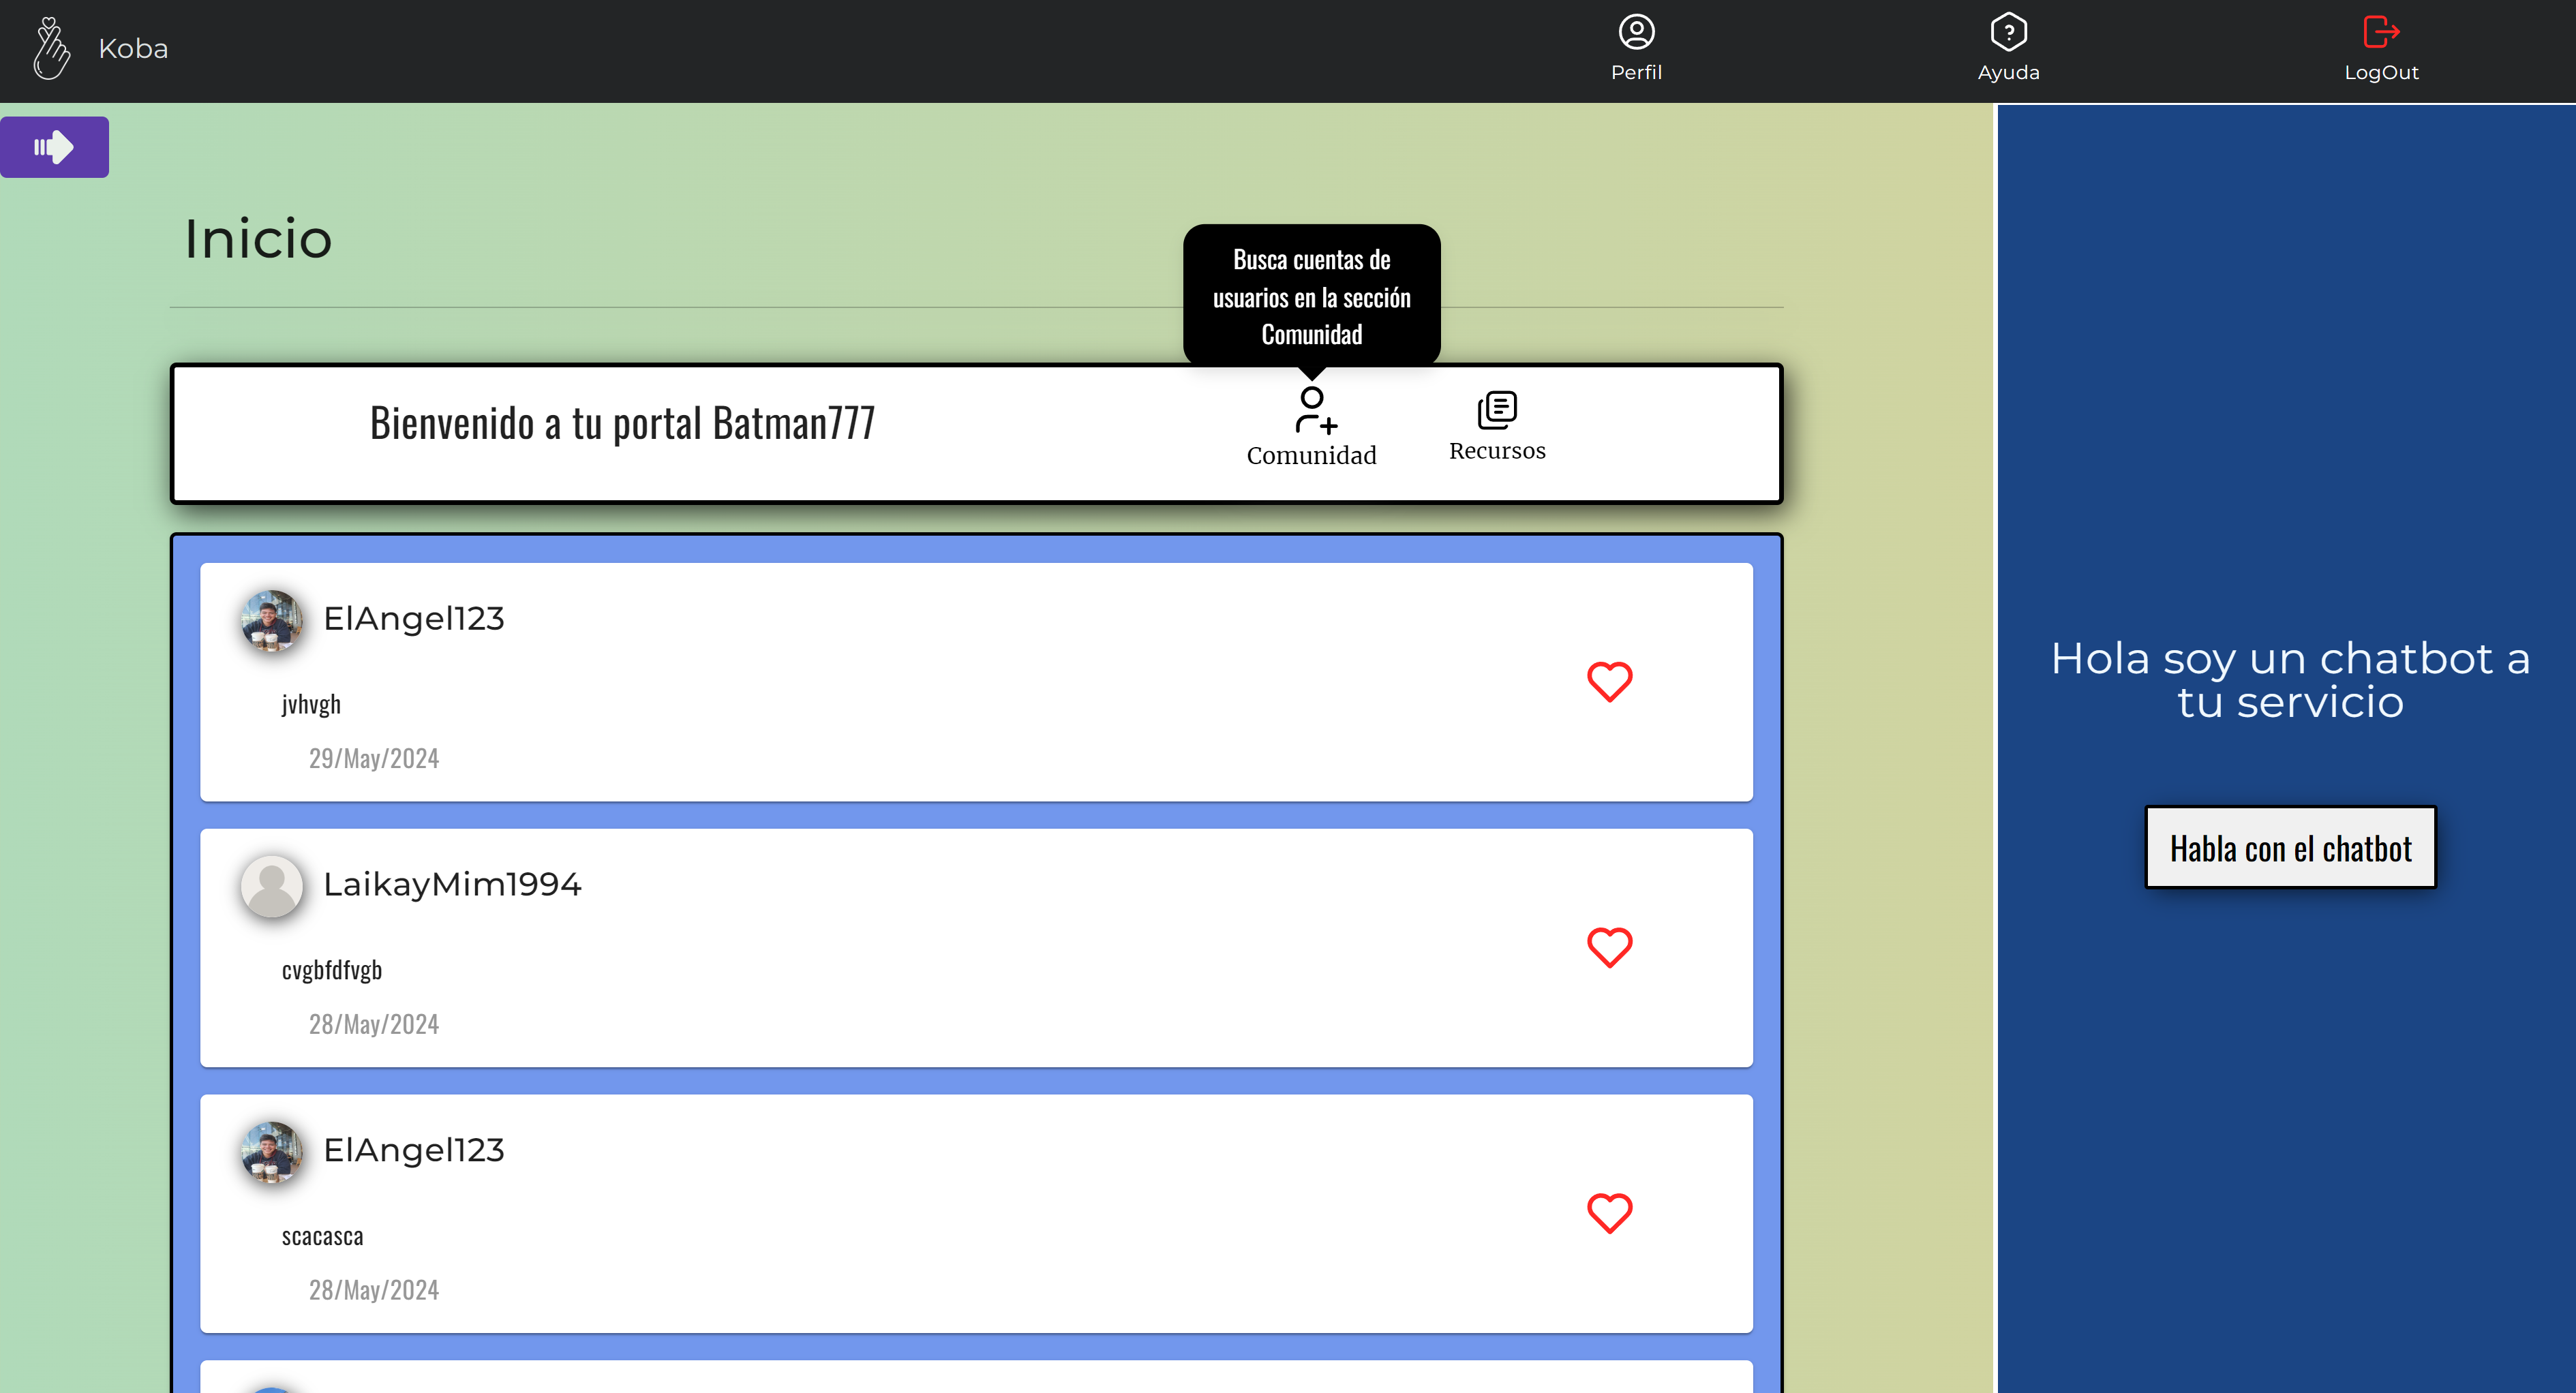 Koba
Perfil
Ayuda
LogOut
Inicio
Busca cuentas de
usuarios en la sección
Comunidad
Bienvenido a tu portal Batman777
Comunidad
Recursos
ElAngel123
jvhvgh
29/May/2024
LaikayMim1994
cvgbfdfvgb
28/May/2024
ElAngel123
scacasca
28/May/2024
Hola soy un chatbot a
tu servicio
Habla con el chatbot